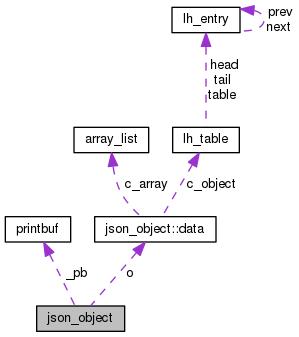 lh_entry
prev
next
head
tail
table
array_list
lh_table
c_array
c_object
printbuf
json_object::data
_pb
o
json_object